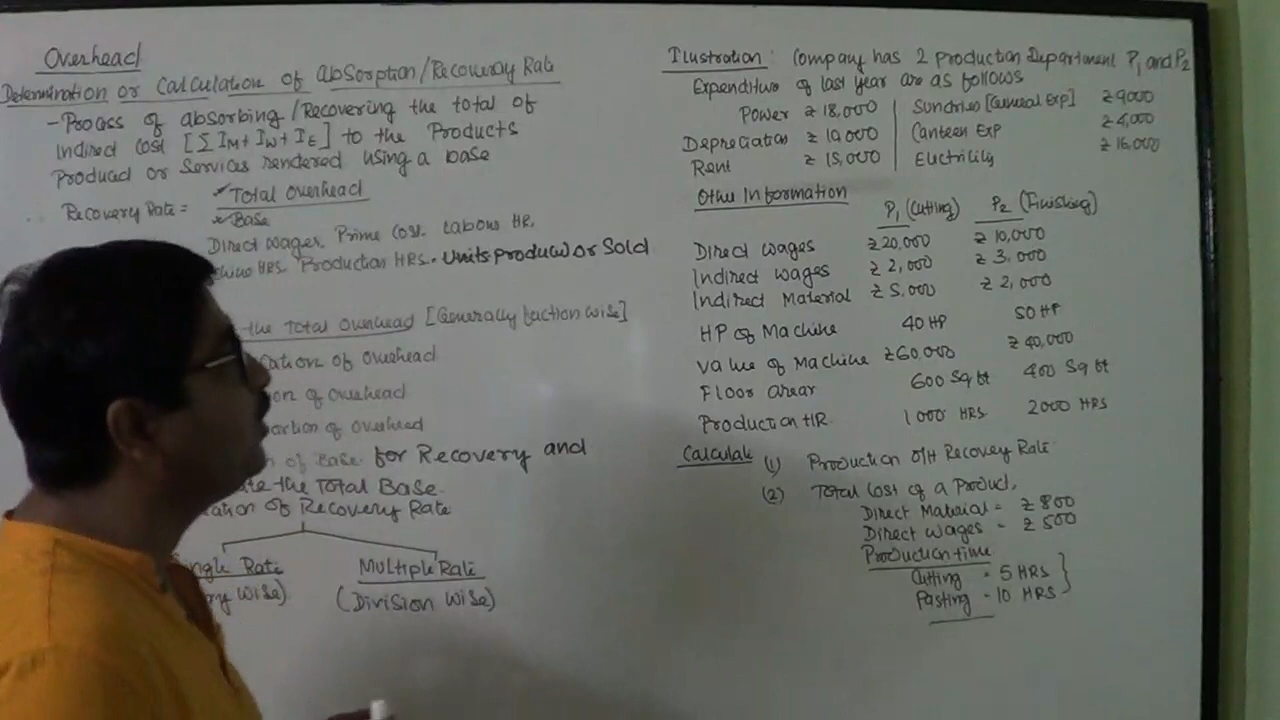 Overhead
Determination or Calculation of Absorption/Recovery Rate
- Process of absorbing/Recovering the total of
Indirect Cost [∑ IM + IW + IE] to the Products
Produced or Services rendered using a base
Recovery Rate = Total Overhead
Base
Direct Wages, Prime Cost, Labour HR,
HRS, Production HRS. Units produced or Sold
the Total Overhead [Generally function wise]
of overhead
of overhead
of overhead
of Base for Recovery and
the Total Base
of Recovery Rate
Rate
Multiple Rate
Wise)
(Division Wise)
Ilustration: Company has 2 Production Department P1 and P2
Expenditure of last year are as follows
Power ₹ 18,000 Sundries [General Exp] ₹ 9000
Depreciation ₹ 10,000 Canteen Exp ₹ 4,000
Rent ₹ 15,000 Electricity ₹ 16,000
Other Information
P1 (Cutting) P2 (Finishing)
Direct Wages ₹ 20,000 ₹ 10,000
Indirect Wages ₹ 2,000 ₹ 3,000
Indirect Material ₹ 5,000 ₹ 2,000
HP of Machine 40 HP 50 HP
Value of Machine ₹ 60,000 ₹ 40,000
Floor area 600 Sq ft 400 Sq ft
Production HR 1000 HRS 2000 HRS
Calculate (1) Production O/H Recovery Rate
(2) Total Cost of a Product,
Direct Material = ₹ 800
Direct Wages = ₹ 500
Production time
Cutting = 5 HRS
Pasting - 10 HRS